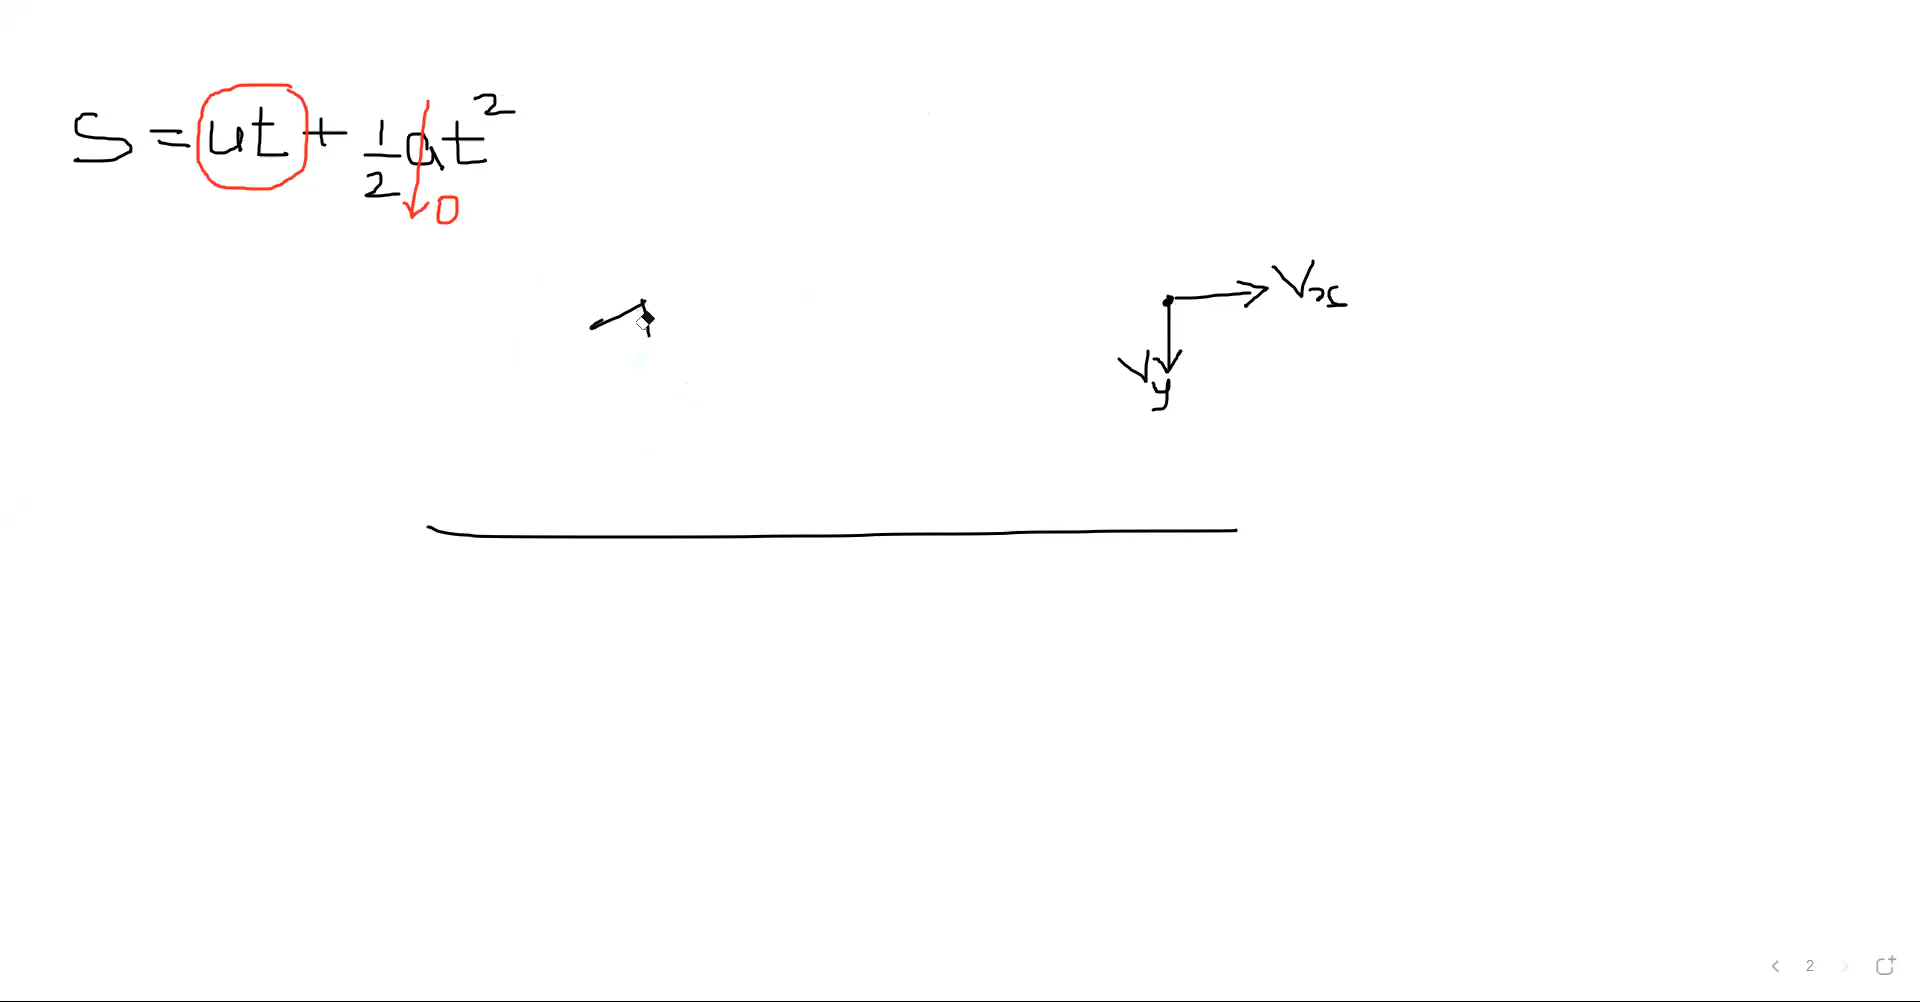 S = ut + 1/2 at²
0
Vx
Vy
2